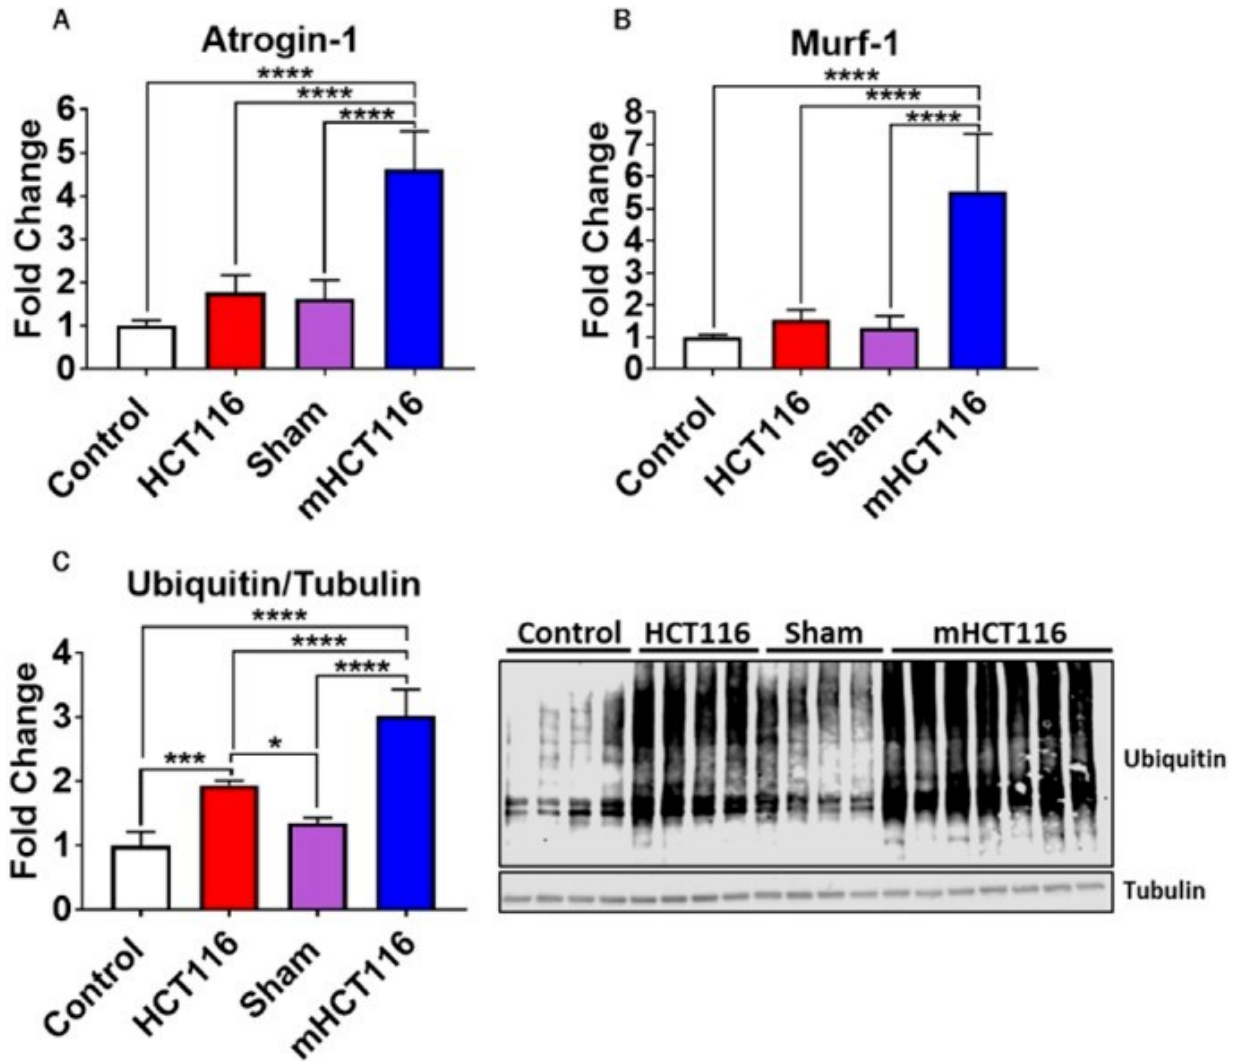 A
Atrogin-1
****
****
****
Fold Change
6
5
4
3
2
1
0
Control
HCT116
Sham
mHCT116
B
Murf-1
****
****
****
Fold Change
8
7
6
5
4
3
2
1
0
Control
HCT116
Sham
mHCT116
C
Ubiquitin/Tubulin
****
****
****
***
*
Fold Change
4
3
2
1
0
Control
HCT116
Sham
mHCT116
Control HCT116 Sham mHCT116
Ubiquitin
Tubulin